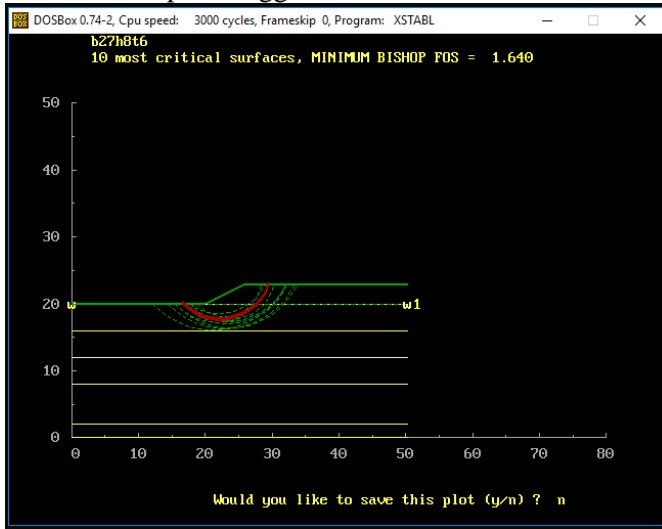 DOSBox 0.74-2, Cpu speed: 3000 cycles, Frameskip 0, Program: XSTABL
b27h8t6
10 most critical surfaces, MINIMUM BISHOP FOS = 1.640
50
40
30
20 w w1
10
0
0 10 20 30 40 50 60 70 80
Would you like to save this plot (y/n) ? n